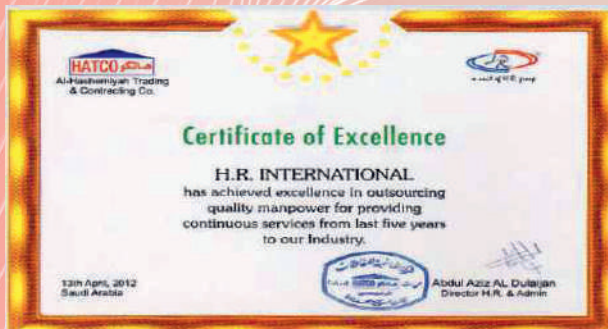 HATCO
Al-Hashemiyah Trading
& Contracting Co.
Certificate of Excellence
H.R. INTERNATIONAL
has achieved excellence in outsourcing
quality manpower for providing
continuous services from last five years
to our Industry.
13th April, 2012
Saudi Arabia
HATCO
Abdul Aziz AL Dulaijan
Director H.R. & Admin